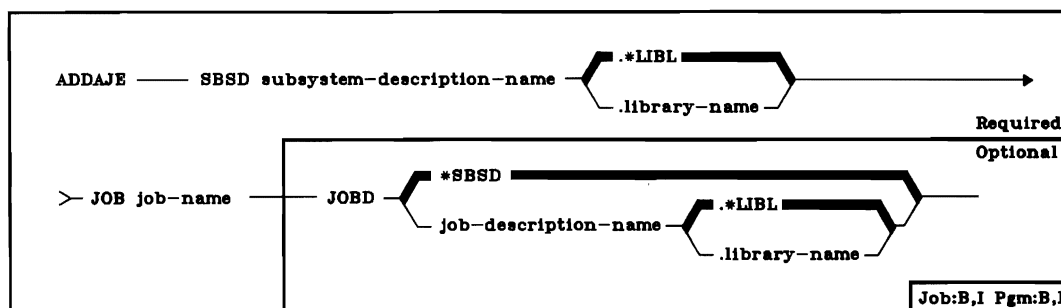 .*LIBL
ADDAJE SBSD subsystem-description-name
.library-name
Required
Optional
*SBSD
JOB job-name JOBD
.*LIBL
job-description-name
.library-name
Job:B,I Pgm:B,